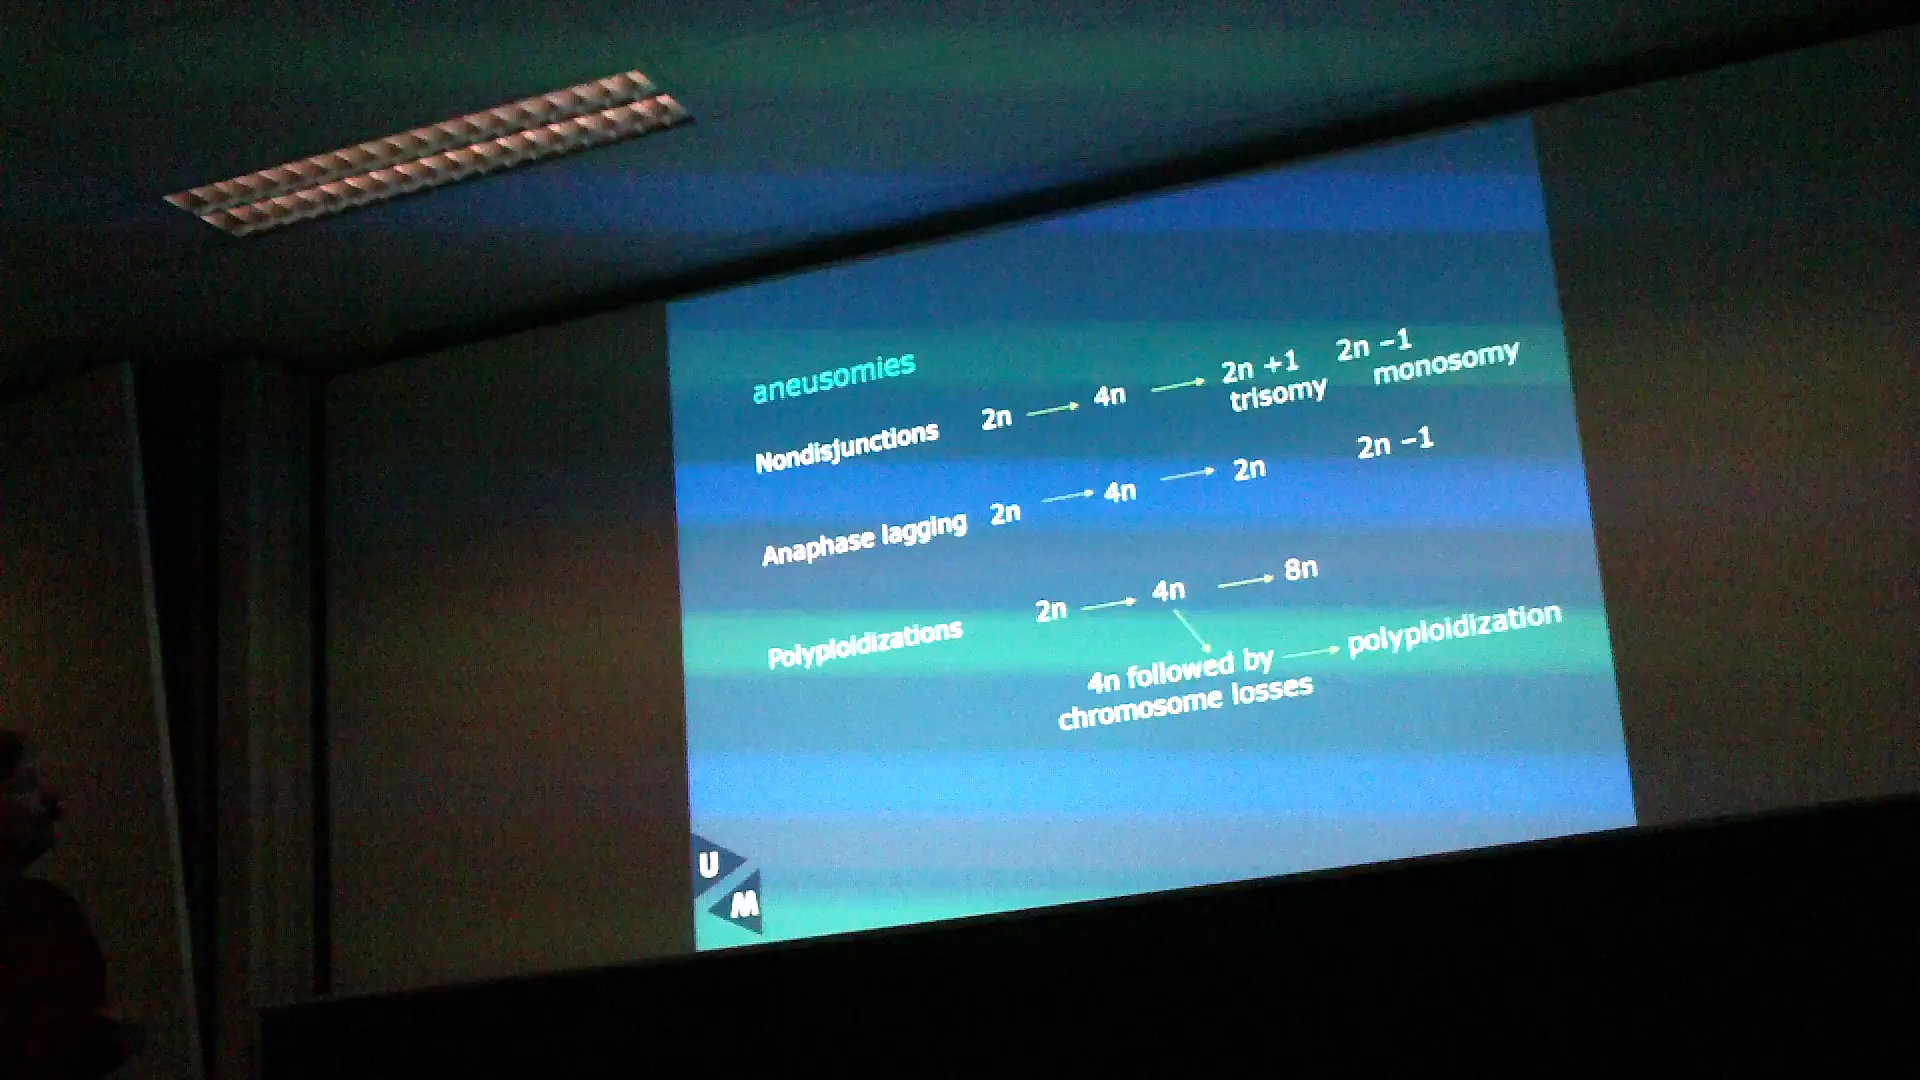 aneusomies
Nondisjunctions 2n 4n 2n +1 2n −1
trisomy monosomy
Anaphase lagging 2n 4n 2n 2n −1
Polyploidizations 2n 4n 8n
4n followed by polyploidization
chromosome losses
U
M